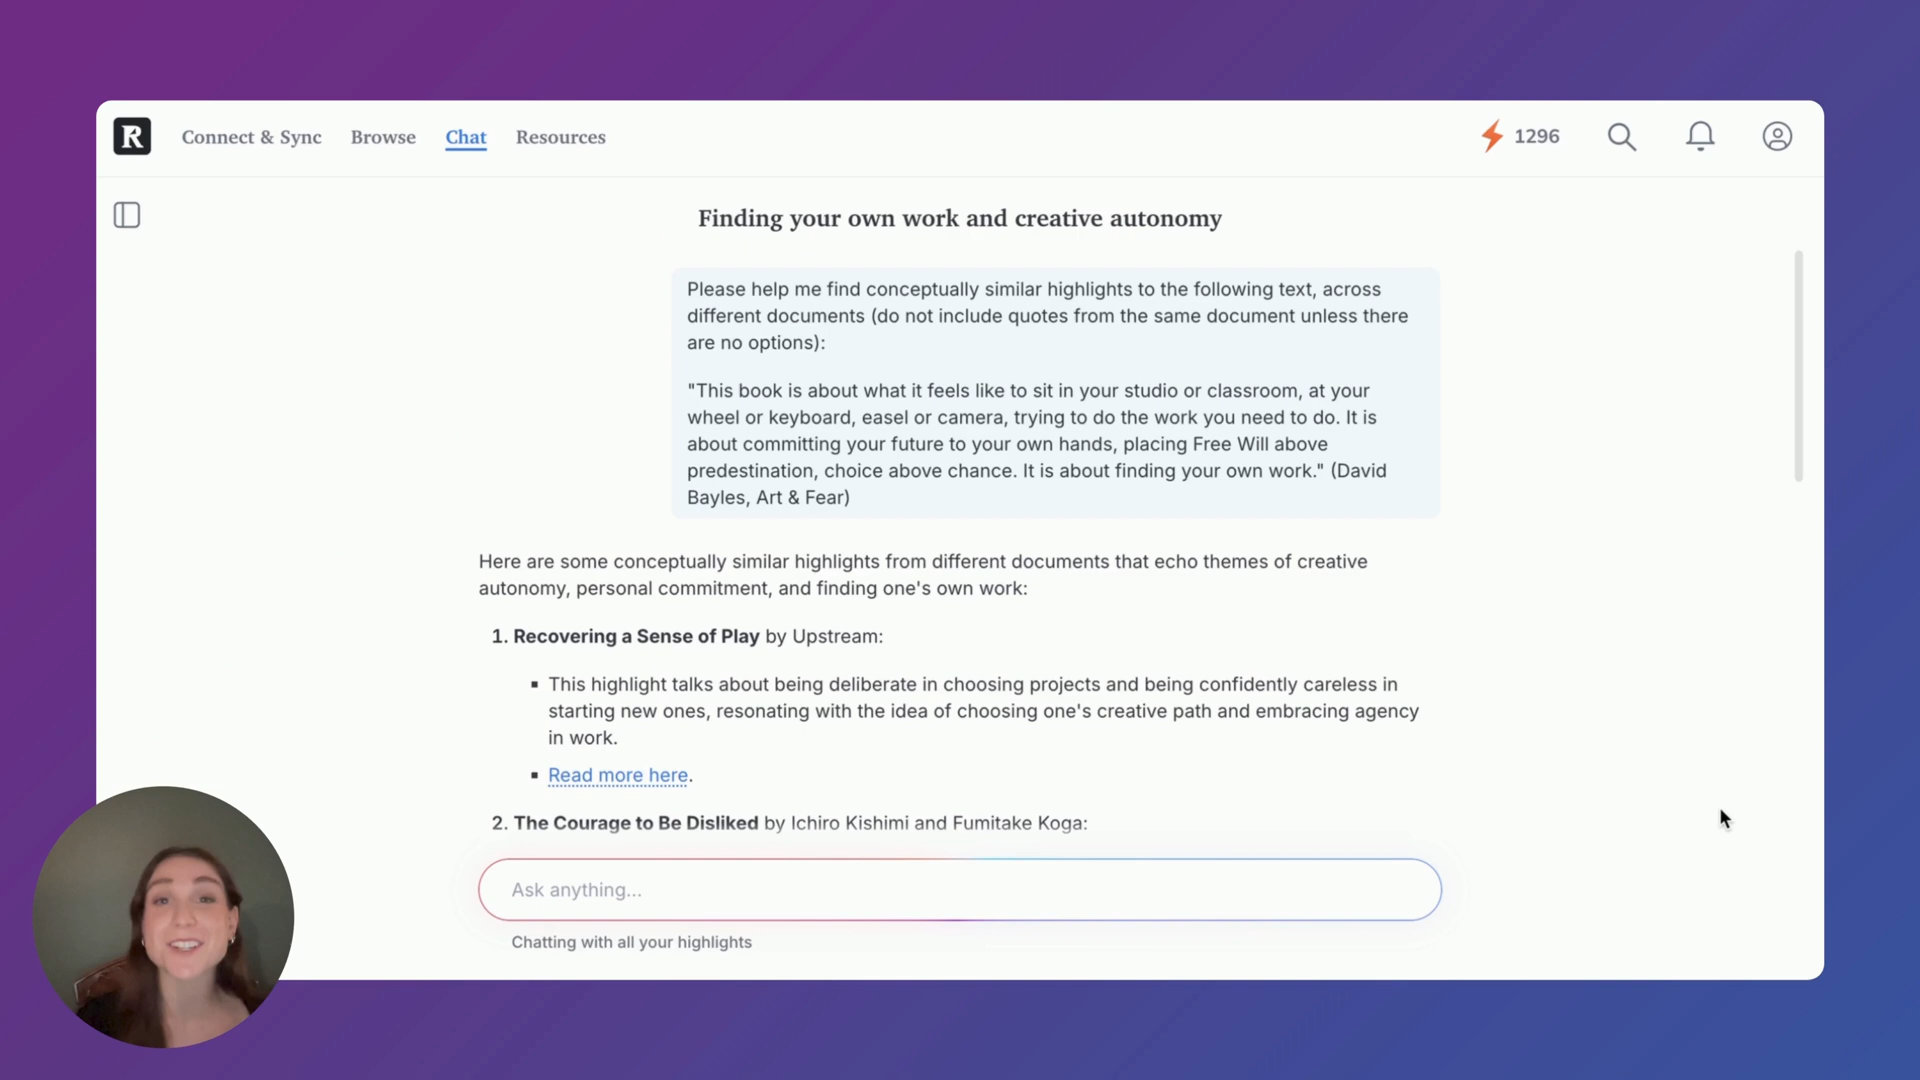 R Connect & Sync Browse Chat Resources 1296
Finding your own work and creative autonomy
Please help me find conceptually similar highlights to the following text, across
different documents (do not include quotes from the same document unless there
are no options):
"This book is about what it feels like to sit in your studio or classroom, at your
wheel or keyboard, easel or camera, trying to do the work you need to do. It is
about committing your future to your own hands, placing Free Will above
predestination, choice above chance. It is about finding your own work." (David
Bayles, Art & Fear)
Here are some conceptually similar highlights from different documents that echo themes of creative
autonomy, personal commitment, and finding one's own work:
1. Recovering a Sense of Play by Upstream:
▪ This highlight talks about being deliberate in choosing projects and being confidently careless in
starting new ones, resonating with the idea of choosing one's creative path and embracing agency
in work.
▪ Read more here.
2. The Courage to Be Disliked by Ichiro Kishimi and Fumitake Koga:
Ask anything...
Chatting with all your highlights